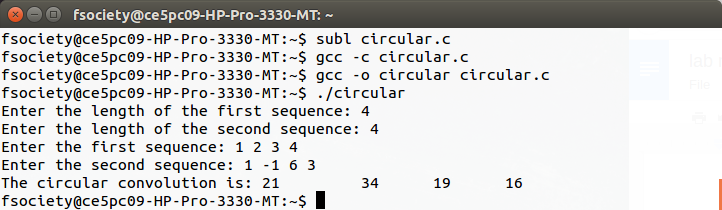 fsociety@ce5pc09-HP-Pro-3330-MT: ~
fsociety@ce5pc09-HP-Pro-3330-MT:~$ subl circular.c
fsociety@ce5pc09-HP-Pro-3330-MT:~$ gcc -c circular.c
fsociety@ce5pc09-HP-Pro-3330-MT:~$ gcc -o circular circular.c
fsociety@ce5pc09-HP-Pro-3330-MT:~$ ./circular
Enter the length of the first sequence: 4
Enter the length of the second sequence: 4
Enter the first sequence: 1 2 3 4
Enter the second sequence: 1 -1 6 3
The circular convolution is: 21 34 19 16
fsociety@ce5pc09-HP-Pro-3330-MT:~$
lab
File